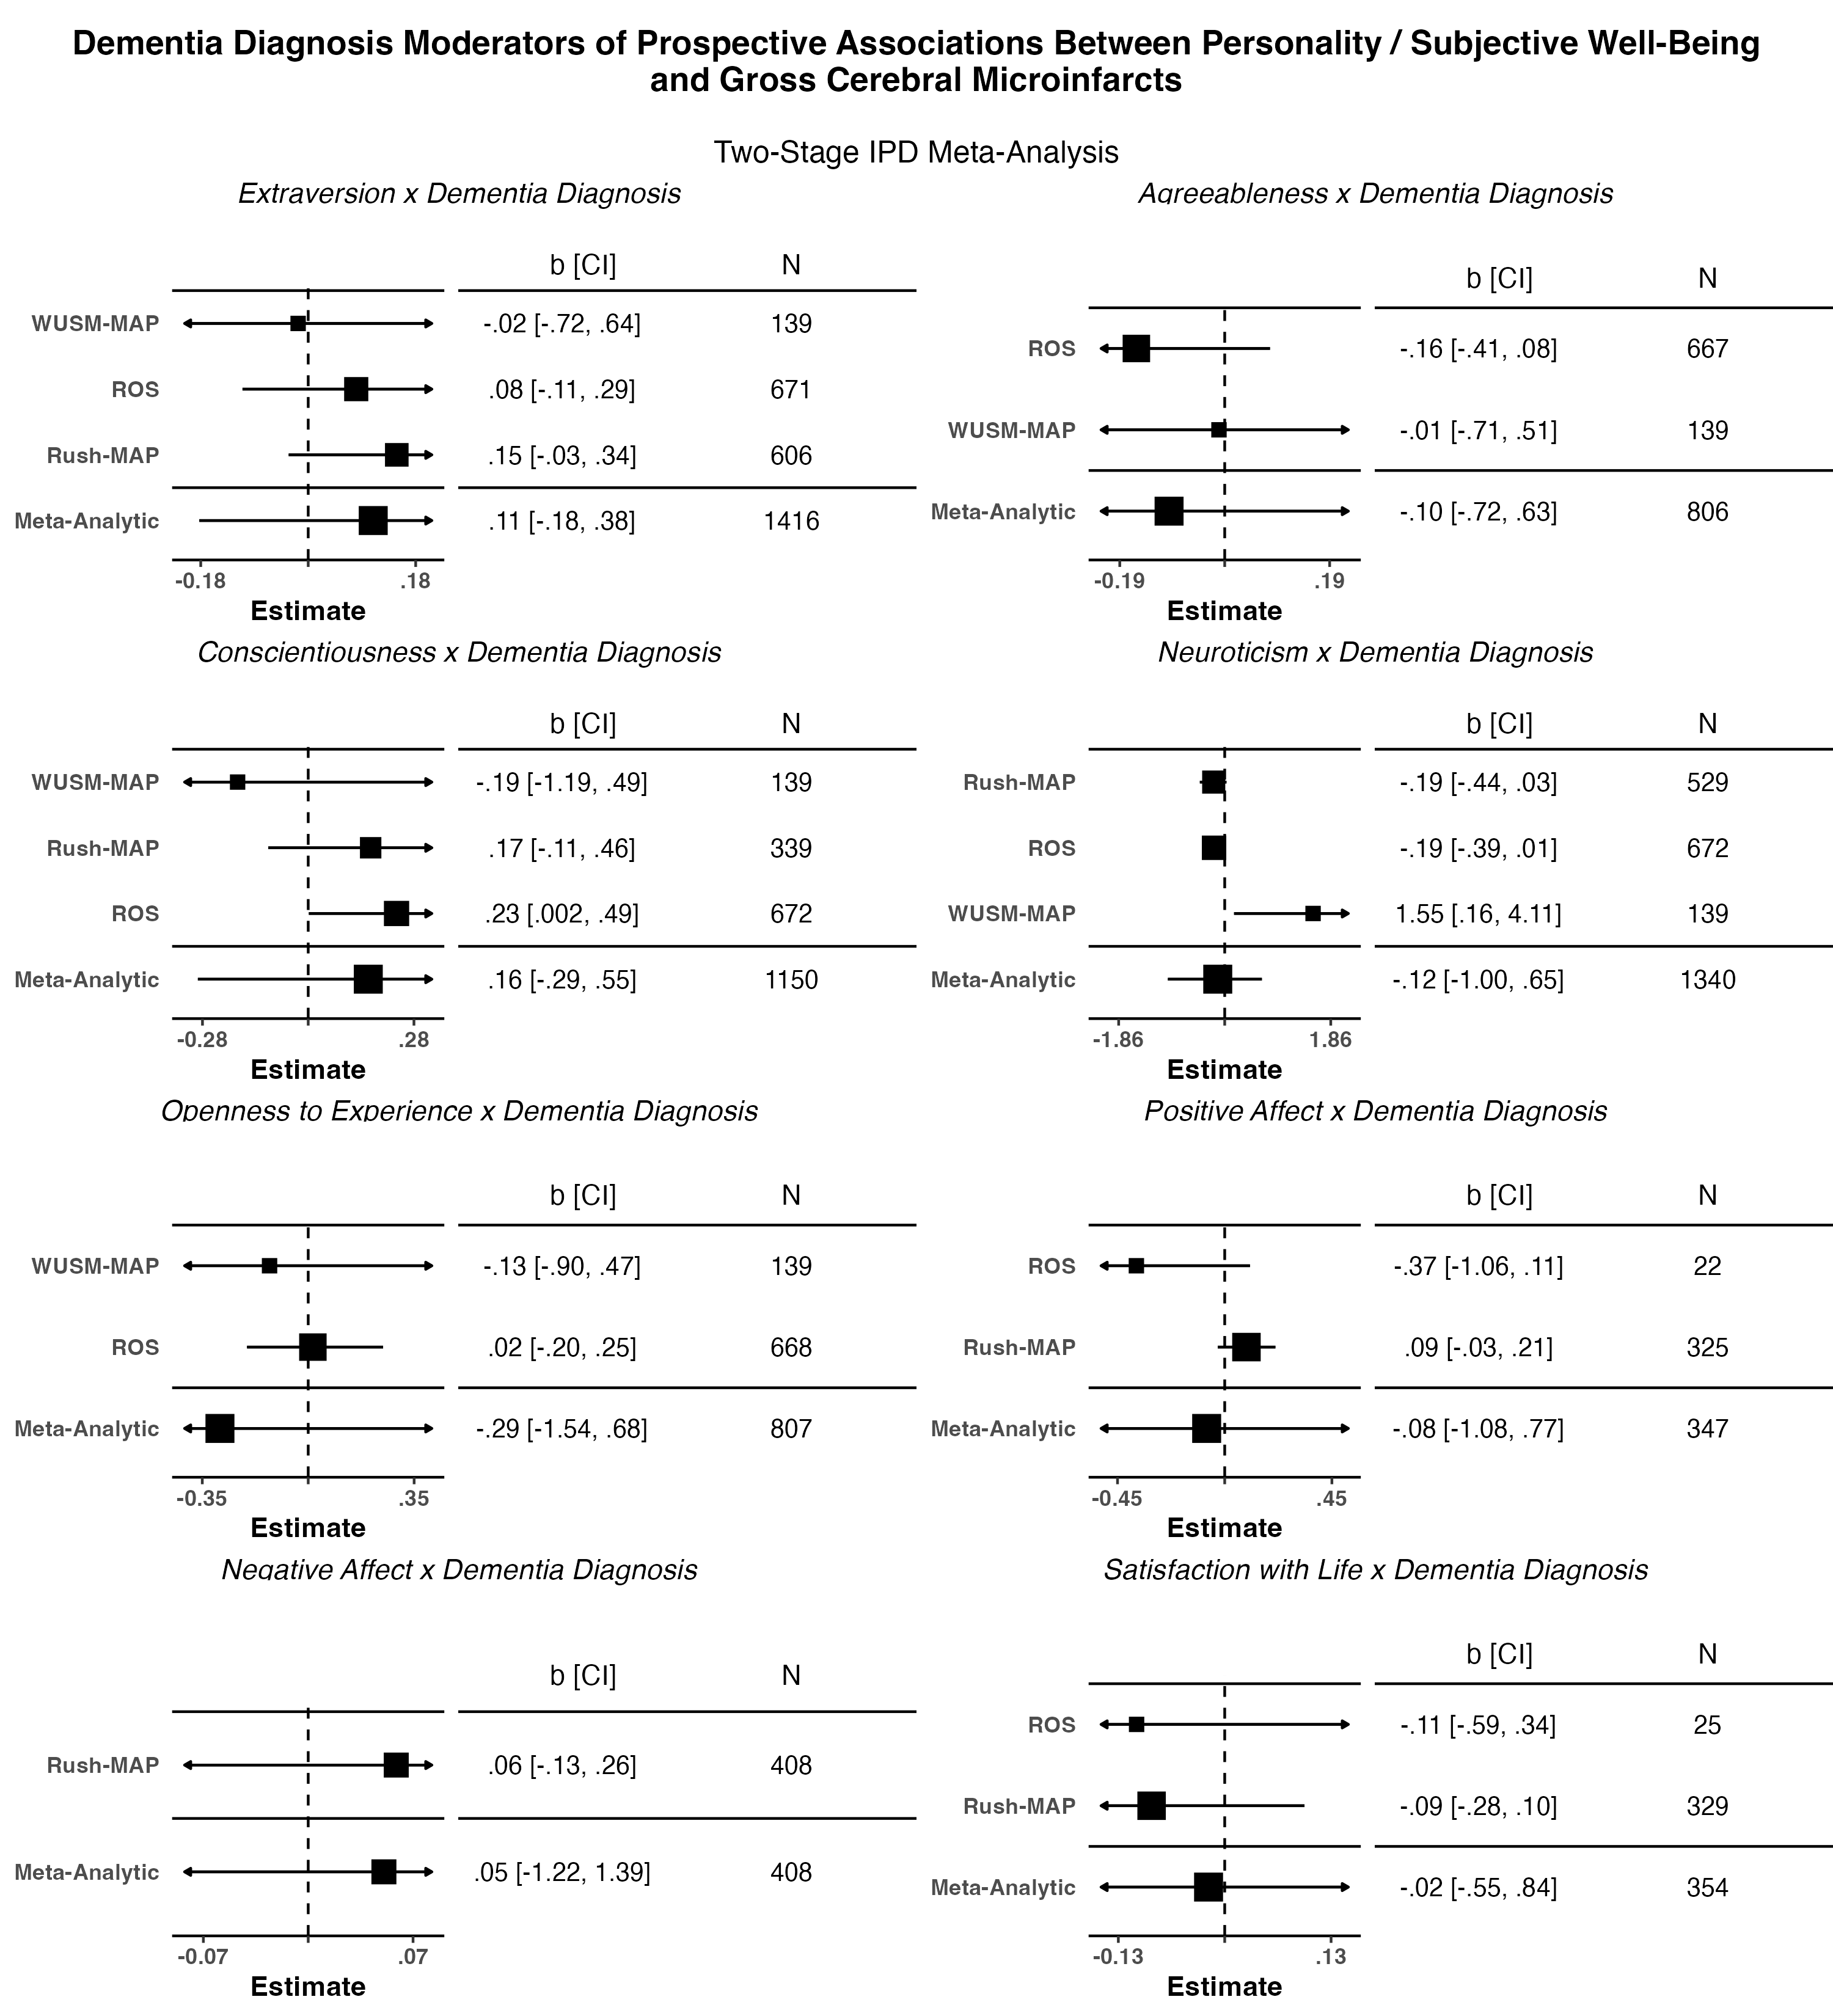 Dementia Diagnosis Moderators of Prospective Associations Between Personality / Subjective Well-Being
and Gross Cerebral Microinfarcts
Two-Stage IPD Meta-Analysis
Extraversion x Dementia Diagnosis
b [CI] N
WUSM-MAP -.02 [-.72, .64] 139
ROS .08 [-.11, .29] 671
Rush-MAP .15 [-.03, .34] 606
Meta-Analytic .11 [-.18, .38] 1416
-0.18 .18
Estimate
Agreeableness x Dementia Diagnosis
b [CI] N
ROS -.16 [-.41, .08] 667
WUSM-MAP -.01 [-.71, .51] 139
Meta-Analytic -.10 [-.72, .63] 806
-0.19 .19
Estimate
Conscientiousness x Dementia Diagnosis
b [CI] N
WUSM-MAP -.19 [-1.19, .49] 139
Rush-MAP .17 [-.11, .46] 339
ROS .23 [.002, .49] 672
Meta-Analytic .16 [-.29, .55] 1150
-0.28 .28
Estimate
Neuroticism x Dementia Diagnosis
b [CI] N
Rush-MAP -.19 [-.44, .03] 529
ROS -.19 [-.39, .01] 672
WUSM-MAP 1.55 [.16, 4.11] 139
Meta-Analytic -.12 [-1.00, .65] 1340
-1.86 1.86
Estimate
Openness to Experience x Dementia Diagnosis
b [CI] N
WUSM-MAP -.13 [-.90, .47] 139
ROS .02 [-.20, .25] 668
Meta-Analytic -.29 [-1.54, .68] 807
-0.35 .35
Estimate
Positive Affect x Dementia Diagnosis
b [CI] N
ROS -.37 [-1.06, .11] 22
Rush-MAP .09 [-.03, .21] 325
Meta-Analytic -.08 [-1.08, .77] 347
-0.45 .45
Estimate
Negative Affect x Dementia Diagnosis
b [CI] N
Rush-MAP .06 [-.13, .26] 408
Meta-Analytic .05 [-1.22, 1.39] 408
-0.07 .07
Estimate
Satisfaction with Life x Dementia Diagnosis
b [CI] N
ROS -.11 [-.59, .34] 25
Rush-MAP -.09 [-.28, .10] 329
Meta-Analytic -.02 [-.55, .84] 354
-0.13 .13
Estimate